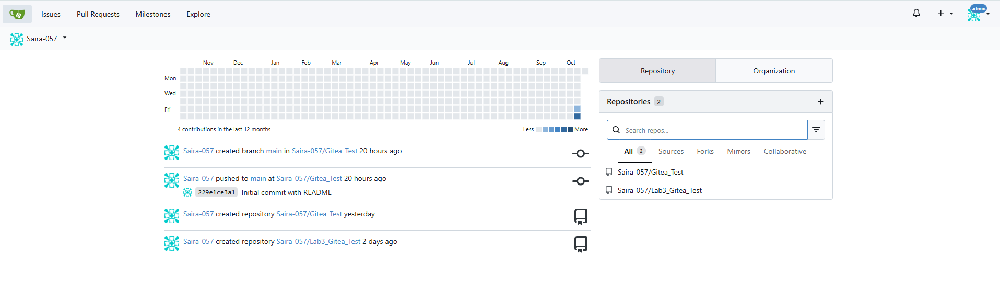 Issues Pull Requests Milestones Explore admin
Saira-057
Nov Dec Jan Feb Mar Apr May Jun Jul Aug Sep Oct
Mon
Wed
Fri
4 contributions in the last 12 months Less More
Saira-057 created branch main in Saira-057/Gitea_Test 20 hours ago
Saira-057 pushed to main at Saira-057/Gitea_Test 20 hours ago
229e1ce3a1 Initial commit with README
Saira-057 created repository Saira-057/Gitea_Test yesterday
Saira-057 created repository Saira-057/Lab3_Gitea_Test 2 days ago
Repository Organization
Repositories 2
Search repos...
All 2 Sources Forks Mirrors Collaborative
Saira-057/Gitea_Test
Saira-057/Lab3_Gitea_Test